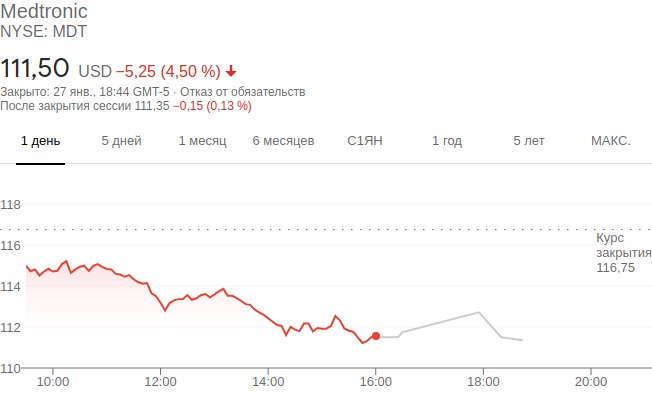 Medtronic
NYSE: MDT
111,50 USD −5,25 (4,50 %)
Закрыто: 27 янв., 18:44 GMT-5 · Отказ от обязательств
После закрытия сессии 111,35 −0,15 (0,13 %)
1 день 5 дней 1 месяц 6 месяцев С1ЯН 1 год 5 лет МАКС.
118
Курс
116
закрытия
116,75
114
112
110
10:00 12:00 14:00 16:00 18:00 20:00